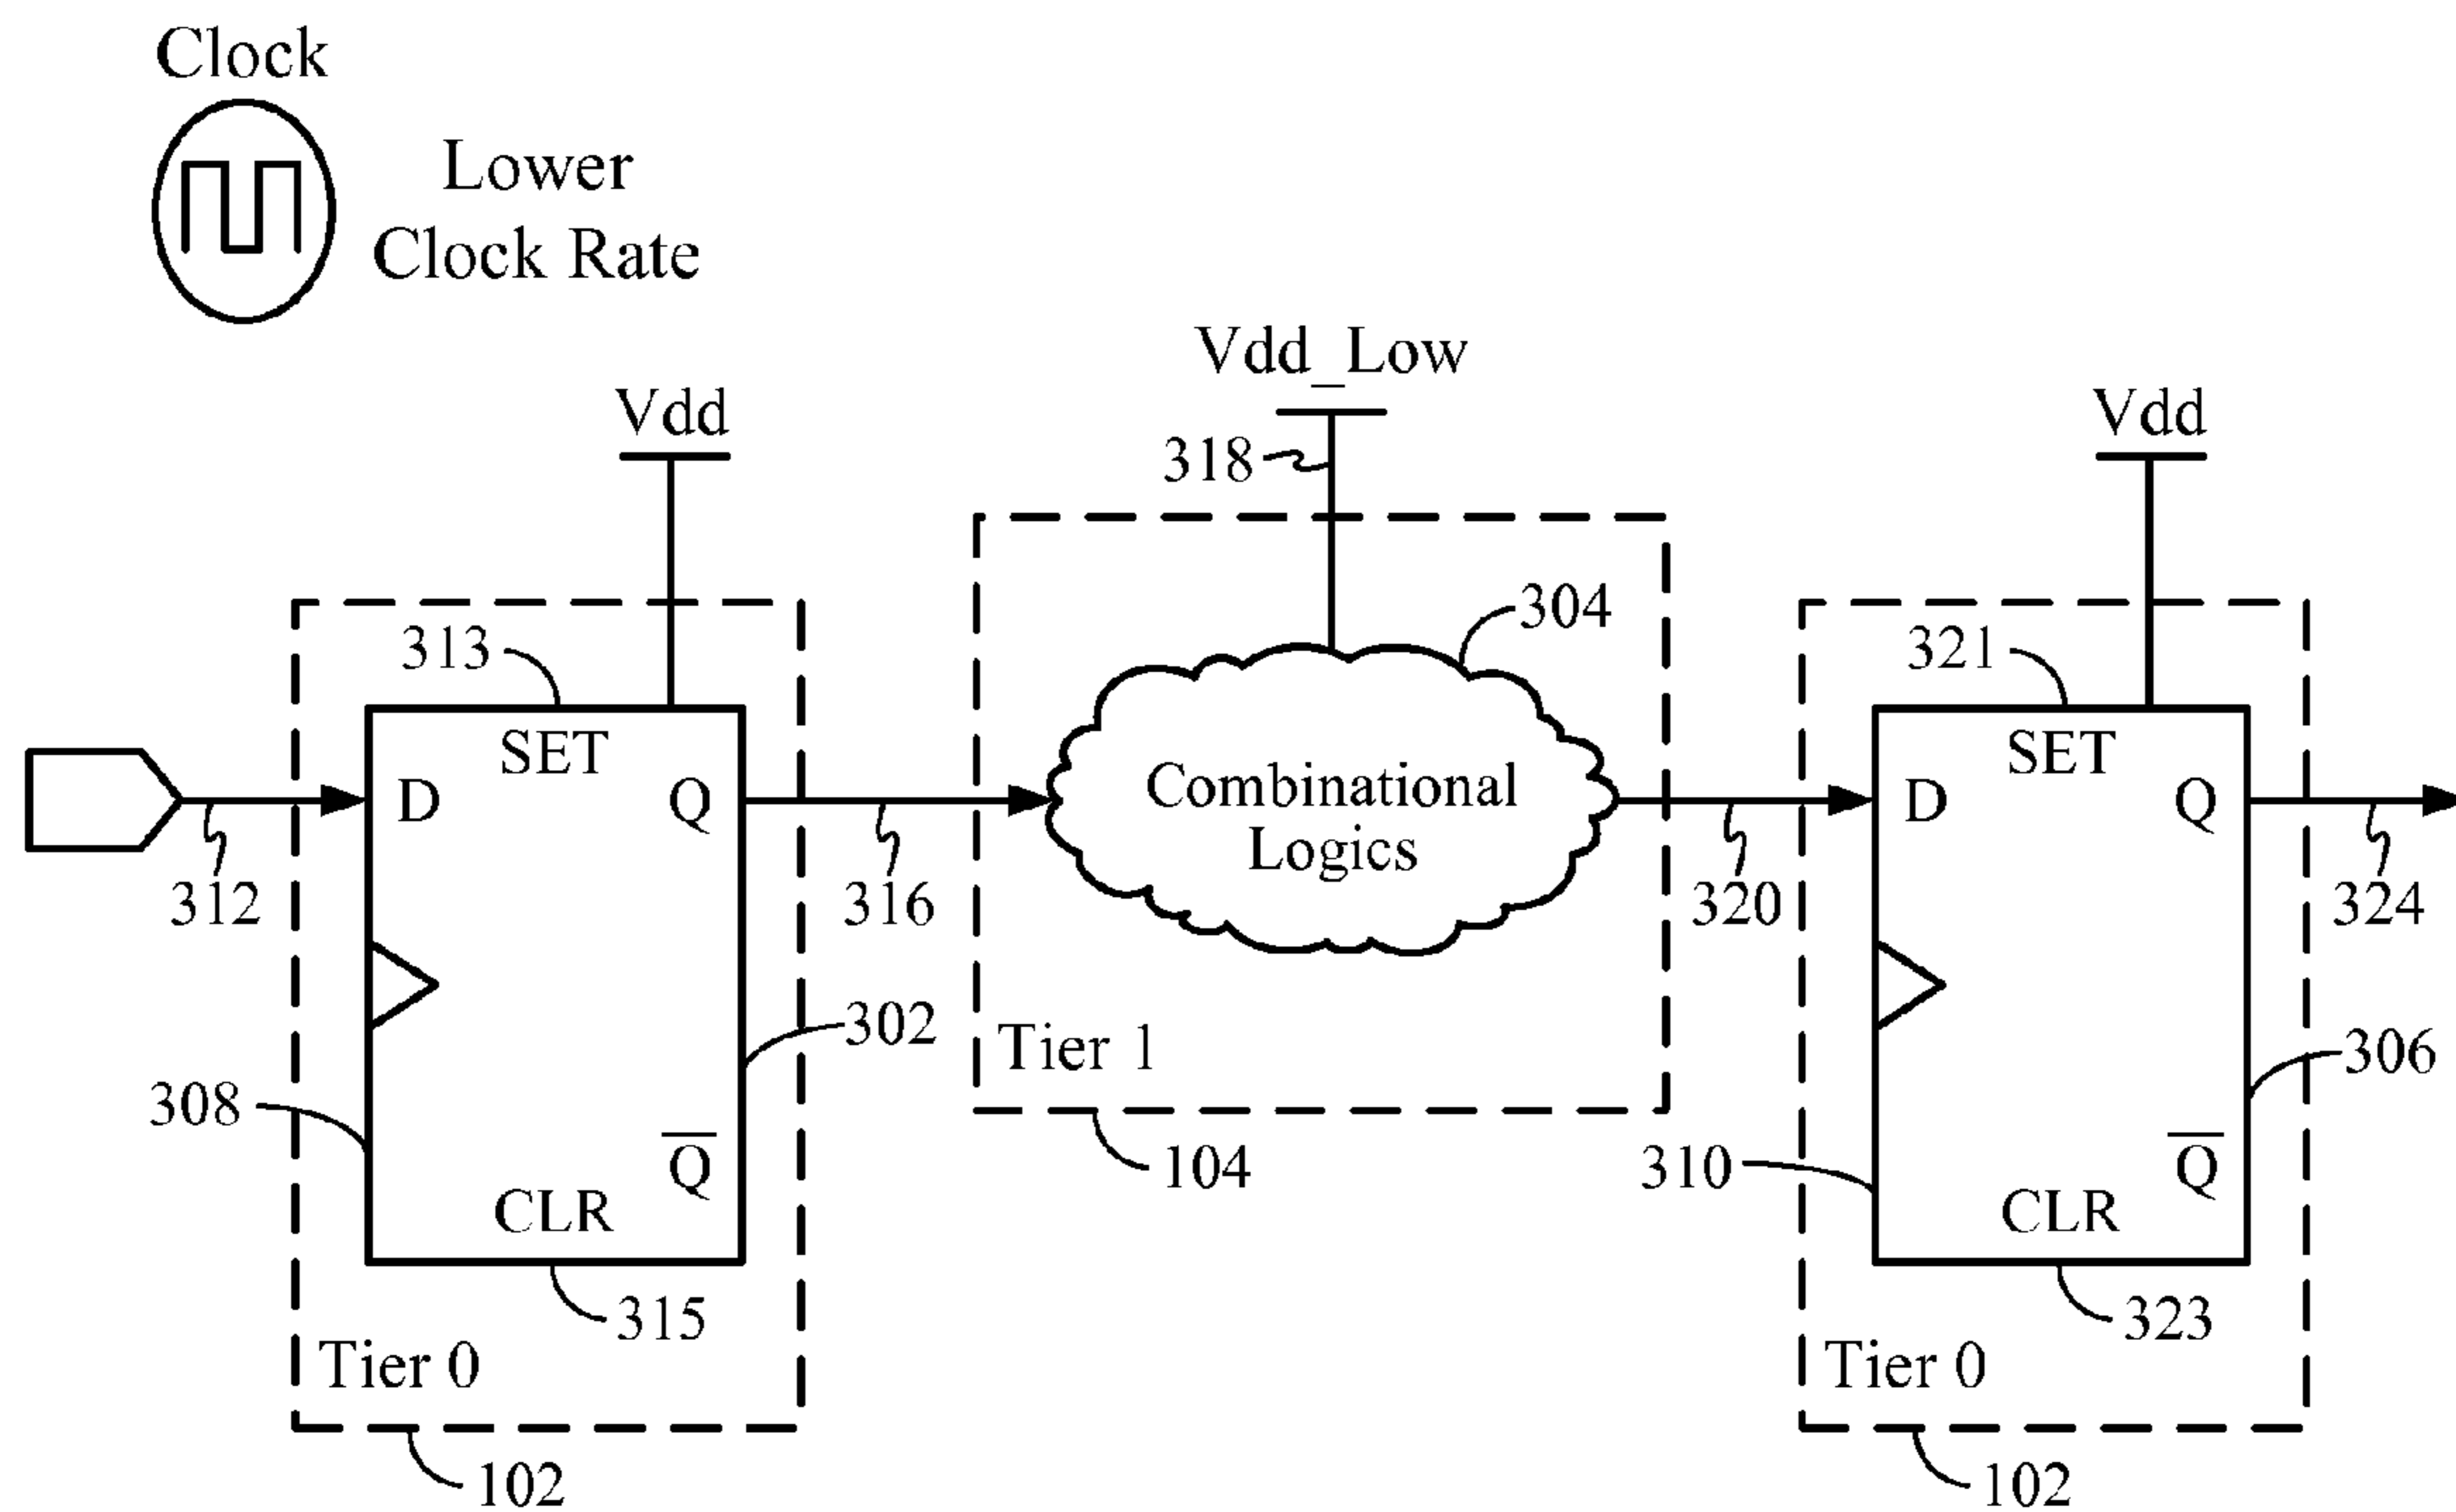 Clock
Lower
Clock Rate
Vdd_Low
Vdd
Vdd
318
304
313
321
SET
SET
D
Q
Combinational
Logics
D
Q
312
316
320
324
302
Tier 1
306
308
104
310
Q
Q
CLR
CLR
315
323
Tier 0
Tier 0
102
102